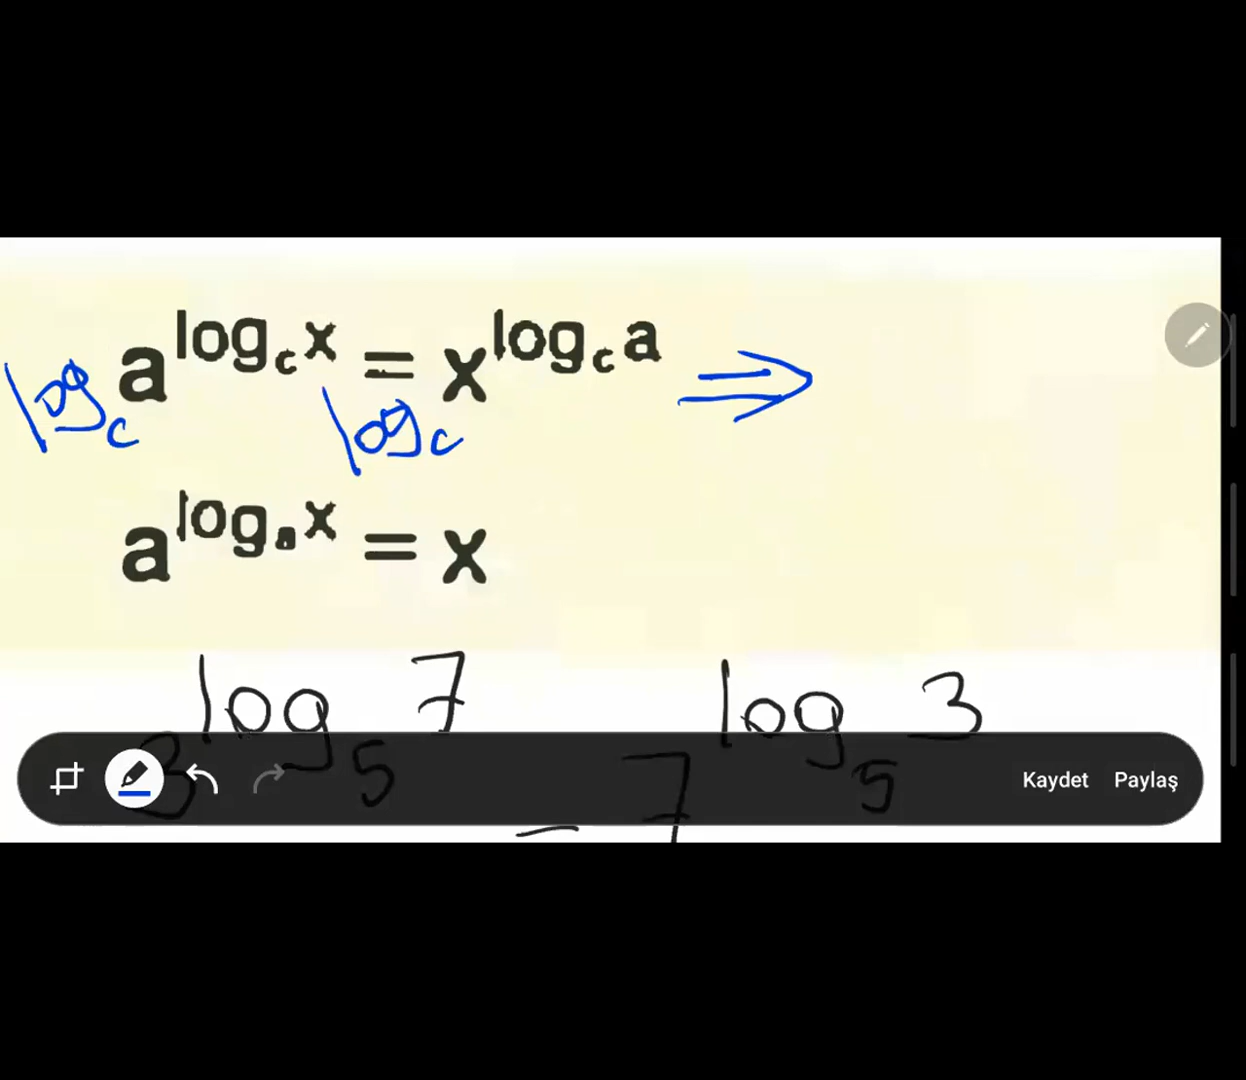 a^log_c x = x^log_c a ⇒
log_c log_c
a^log_a x = x
3^log_5 7 = 7^log_5 3
Kaydet Paylaş